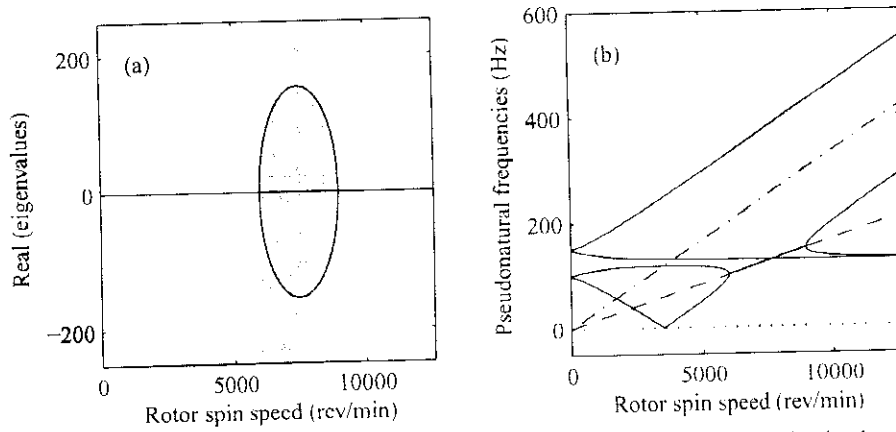 200
0
−200
(a)
Real (eigenvalues)
0
5000
10000
Rotor spin speed (rev/min)
600
400
200
0
(b)
Pseudonatural frequencies (Hz)
0
5000
10000
Rotor spin speed (rev/min)